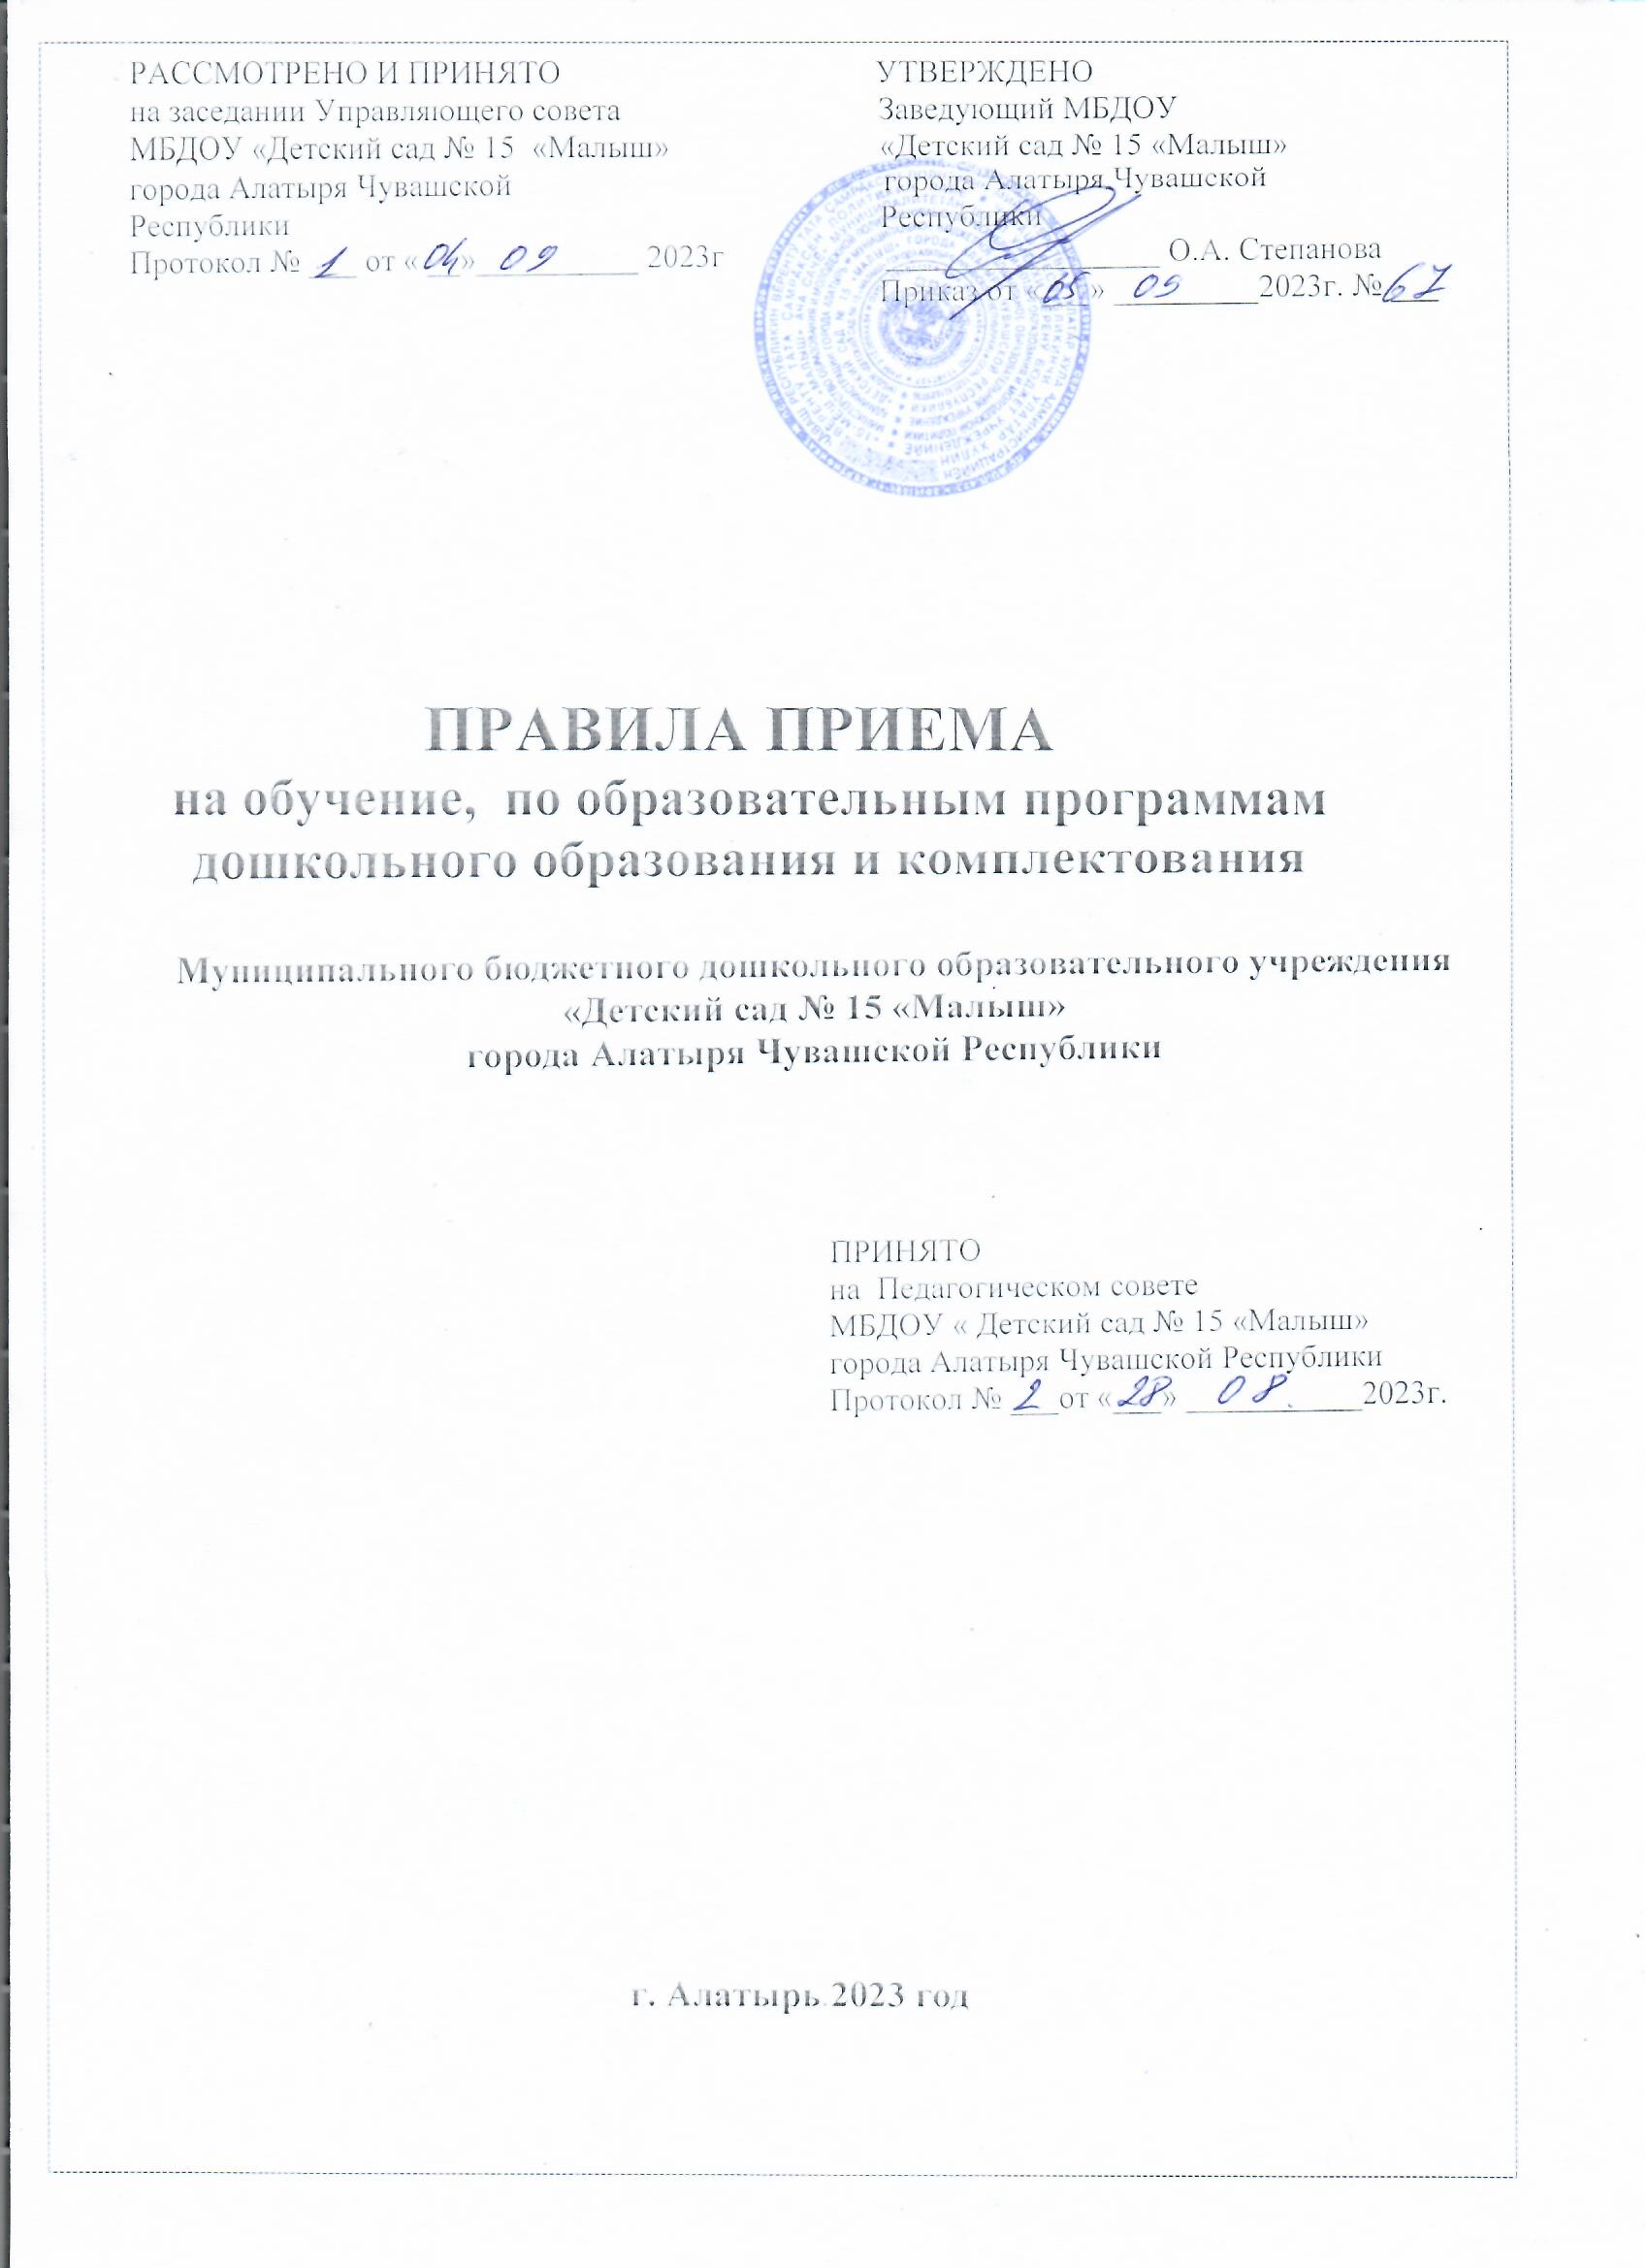 РАССМОТРЕНО И ПРИНЯТО
на заседании Управляющего совета
МБДОУ «Детский сад № 15 «Малыш»
города Алатыря Чувашской
Республики
Протокол № 1 от «04» 09 2023г
УТВЕРЖДЕНО
Заведующий МБДОУ
«Детский сад № 15 «Малыш»
города Алатыря Чувашской
Республики
О.А. Степанова
Приказ от «05» 09 2023г. № 67
ПРАВИЛА ПРИЕМА
на обучение, по образовательным программам
дошкольного образования и комплектования
Муниципального бюджетного дошкольного образовательного учреждения
«Детский сад № 15 «Малыш»
города Алатыря Чувашской Республики
ПРИНЯТО
на Педагогическом совете
МБДОУ « Детский сад № 15 «Малыш»
города Алатыря Чувашской Республики
Протокол № 2 от «28» 08. 2023г.
г. Алатырь 2023 год